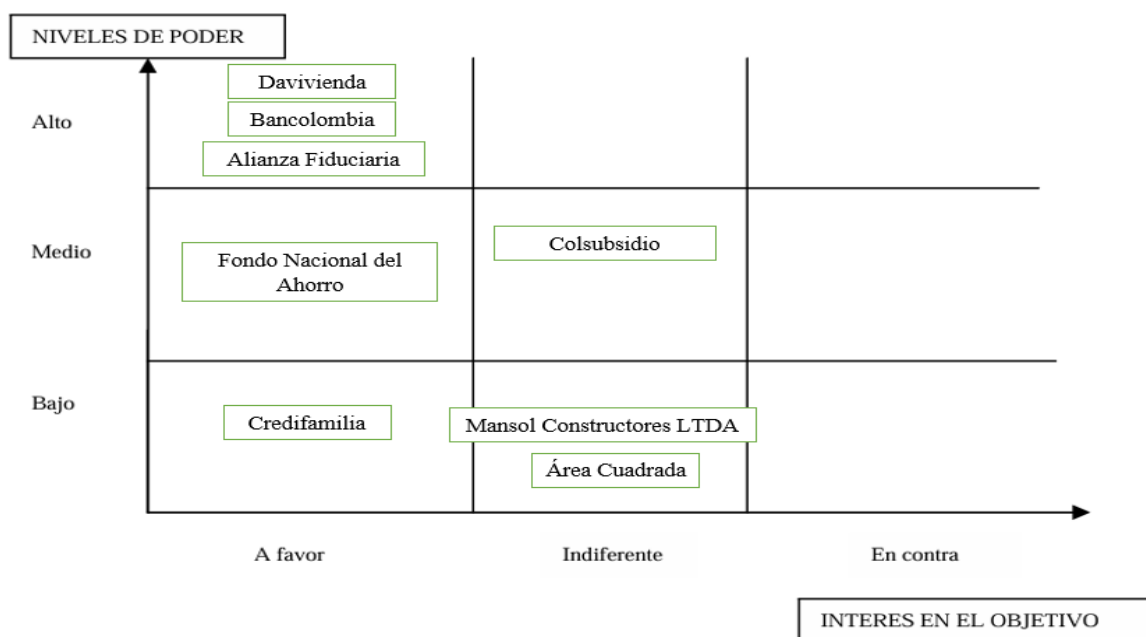 NIVELES DE PODER
Davivienda
Alto
Bancolombia
Alianza Fiduciaria
Medio
Fondo Nacional del
Ahorro
Colsubsidio
Bajo
Credifamilia
Mansol Constructores LTDA
Área Cuadrada
A favor
Indiferente
En contra
INTERES EN EL OBJETIVO